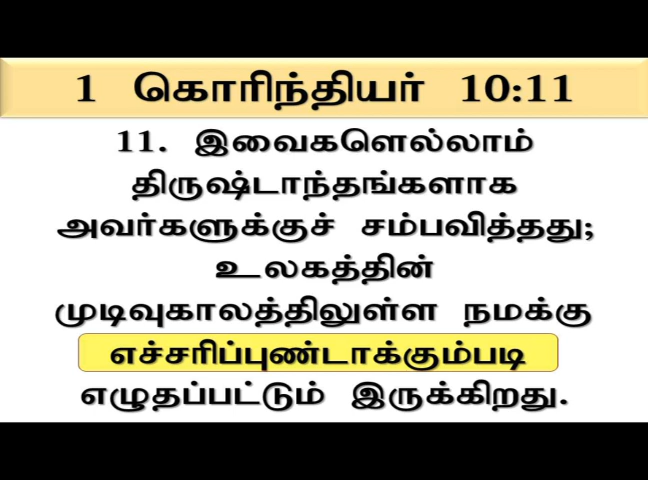 1 கொரிந்தியர் 10:11
11. இவைகளெல்லாம்
திருஷ்டாந்தங்களாக
அவர்களுக்குச் சம்பவித்தது;
உலகத்தின்
முடிவுகாலத்திலுள்ள நமக்கு
எச்சரிப்புண்டாக்கும்படி
எழுதப்பட்டும் இருக்கிறது.